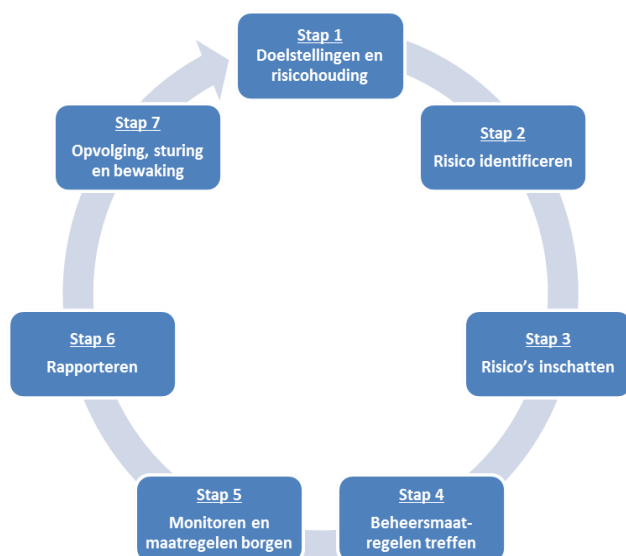 Stap 1
Doelstellingen en
risicohouding
Stap 2
Risico identificeren
Stap 3
Risico's inschatten
Stap 4
Beheersmaat-
regelen treffen
Stap 5
Monitoren en
maatregelen borgen
Stap 6
Rapporteren
Stap 7
Opvolging, sturing
en bewaking